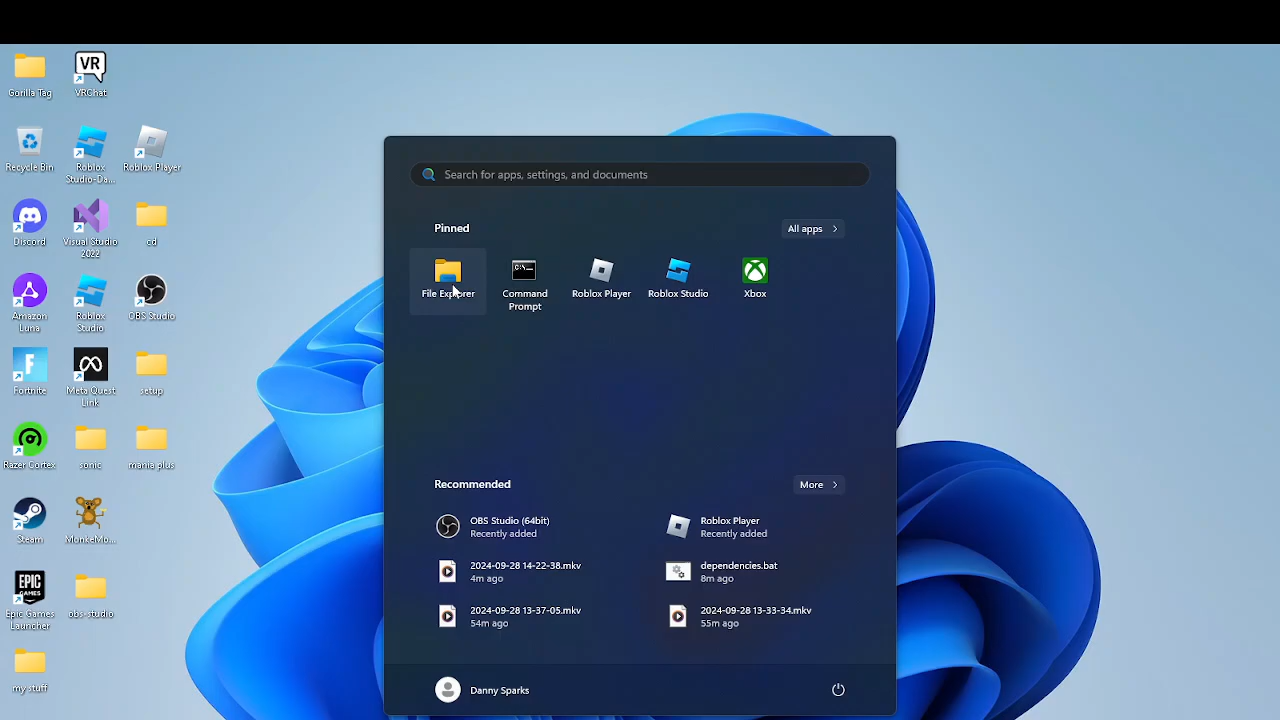 Gorilla Tag
VR
VRChat
Recycle Bin
Roblox
Studio-Da...
Roblox Player
Discord
Visual Studio
2022
cd
Amazon
Luna
Roblox
Studio
OBS Studio
F
Fortnite
Meta Quest
Link
setup
Razer Cortex
sonic
mania plus
Steam
MonkeMo...
EPIC
GAMES
Epic Games
Launcher
obs-studio
my stuff
Search for apps, settings, and documents
Pinned
All apps
File Explorer
C:\_
Command
Prompt
Roblox Player
Roblox Studio
Xbox
Recommended
More
OBS Studio (64bit)
Recently added
Roblox Player
Recently added
2024-09-28 14-22-38.mkv
4m ago
dependencies.bat
8m ago
2024-09-28 13-37-05.mkv
54m ago
2024-09-28 13-33-34.mkv
55m ago
Danny Sparks